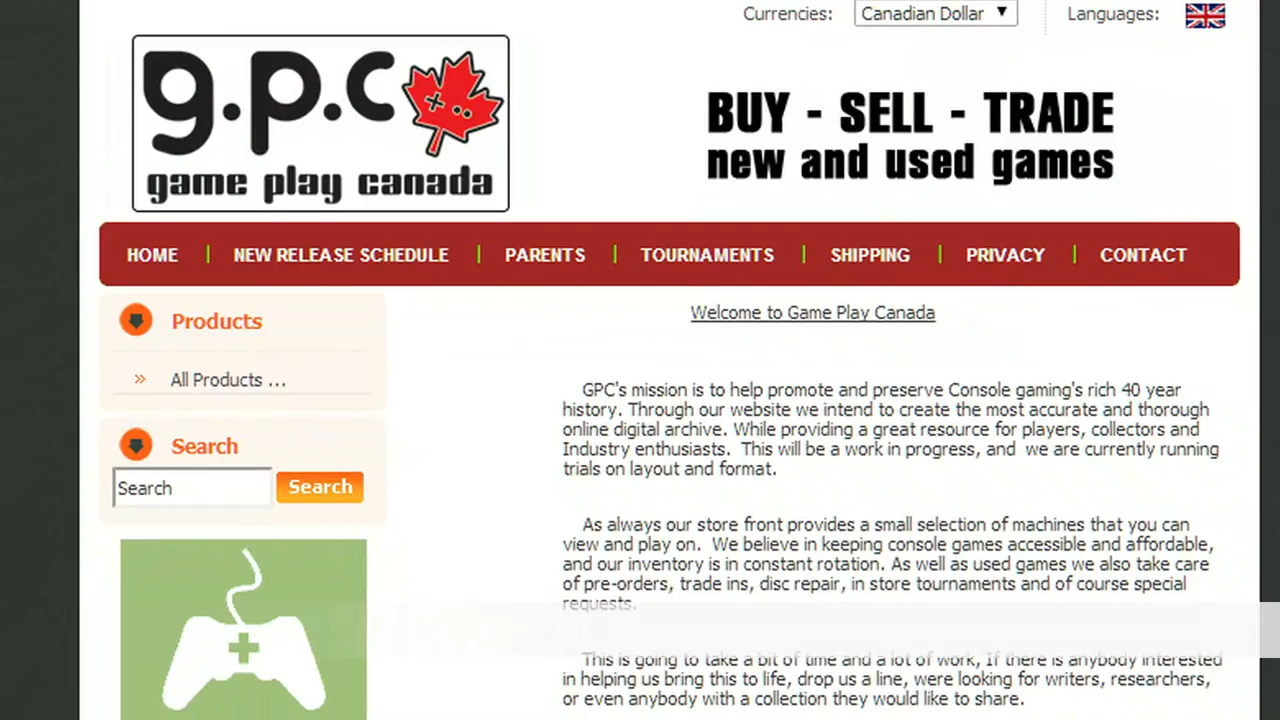 Currencies: Canadian Dollar Languages:
g.p.c
game play canada
BUY - SELL - TRADE
new and used games
HOME NEW RELEASE SCHEDULE PARENTS TOURNAMENTS SHIPPING PRIVACY CONTACT
Products
All Products ...
Search
Search Search
Welcome to Game Play Canada
GPC's mission is to help promote and preserve Console gaming's rich 40 year
history. Through our website we intend to create the most accurate and thorough
online digital archive. While providing a great resource for players, collectors and
Industry enthusiasts. This will be a work in progress, and we are currently running
trials on layout and format.
As always our store front provides a small selection of machines that you can
view and play on. We believe in keeping console games accessible and affordable,
and our inventory is in constant rotation. As well as used games we also take care
of pre-orders, trade ins, disc repair, in store tournaments and of course special
requests.
This is going to take a bit of time and a lot of work, If there is anybody interested
in helping us bring this to life, drop us a line, were looking for writers, researchers,
or even anybody with a collection they would like to share.